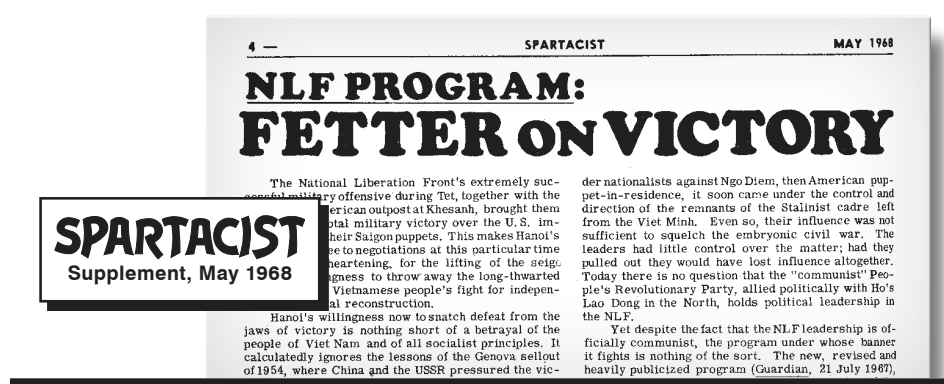 4 — SPARTACIST MAY 1968
NLF PROGRAM:
FETTER ON VICTORY
The National Liberation Front's extremely suc-
military offensive during Tet, together with the
erican outpost at Khesanh, brought them
otal military victory over the U. S. im-
heir Saigon puppets. This makes Hanoi's
ee to negotiations at this particular time
heartening, for the lifting of the
ngness to throw away the long-thwarted
Vietnamese people's fight for indepen-
al reconstruction.
Hanoi's willingness now to snatch defeat from the
jaws of victory is nothing short of a betrayal of the
people of Viet Nam and of all socialist principles. It
calculatedly ignores the lessons of the Genova sellout
of 1954, where China and the USSR pressured the vic-
der nationalists against Ngo Diem, then American pup-
pet-in-residence, it soon came under the control and
direction of the remnants of the Stalinist cadre left
from the Viet Minh. Even so, their influence was not
sufficient to squelch the embryonic civil war. The
leaders had little control over the matter; had they
pulled out they would have lost influence altogether.
Today there is no question that the "communist" Peo-
ple's Revolutionary Party, allied politically with Ho's
Lao Dong in the North, holds political leadership in
the NLF.
Yet despite the fact that the NLF leadership is of-
ficially communist, the program under whose banner
it fights is nothing of the sort. The new, revised and
heavily publicized program (Guardian, 21 July 1967),
SPARTACIST
Supplement, May 1968